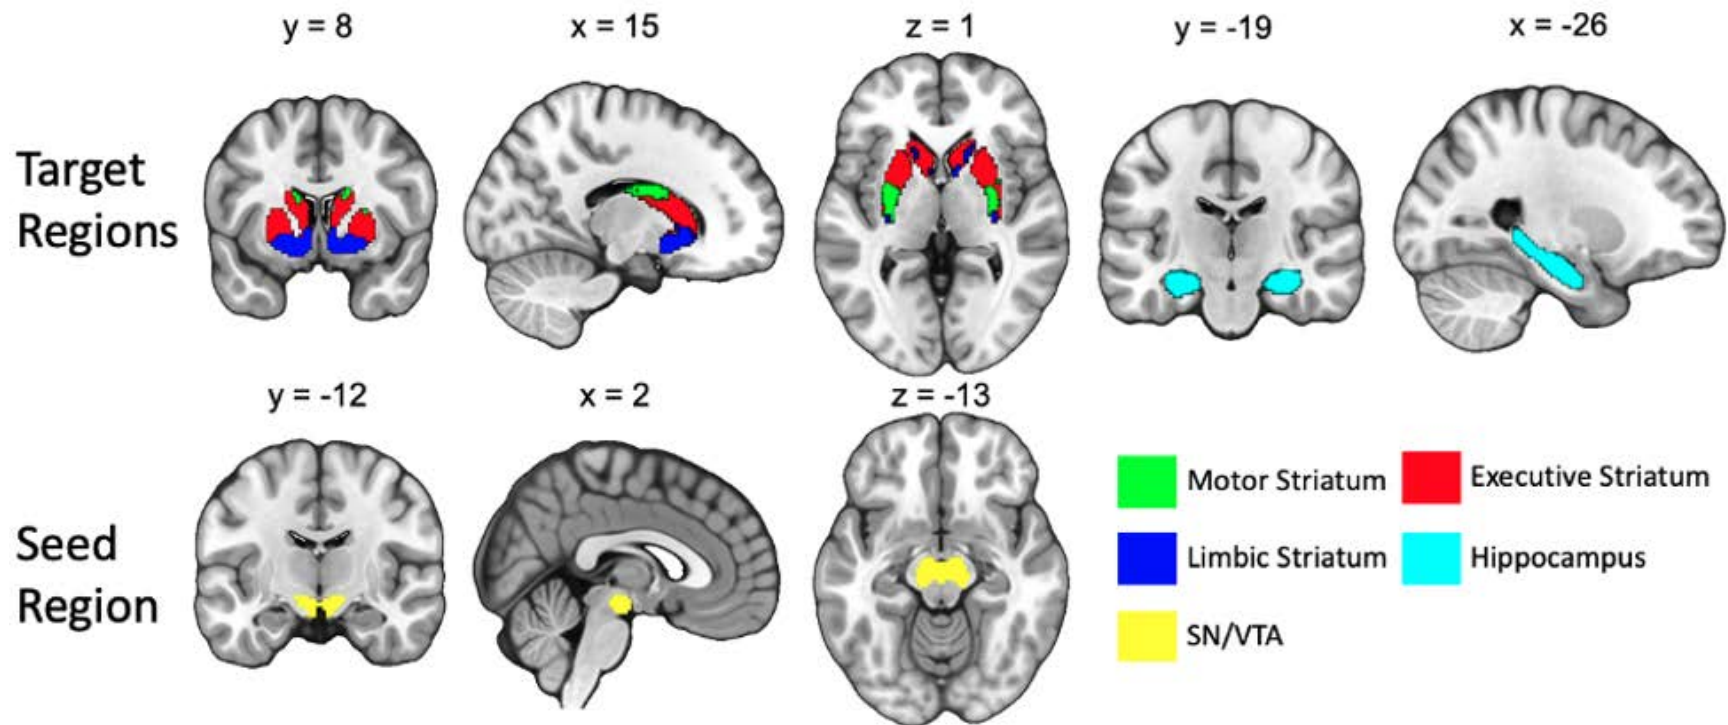 y = 8
x = 15
z = 1
y = -19
x = -26
Target
Regions
y = -12
x = 2
z = -13
Seed
Region
Motor Striatum
Executive Striatum
Limbic Striatum
Hippocampus
SN/VTA